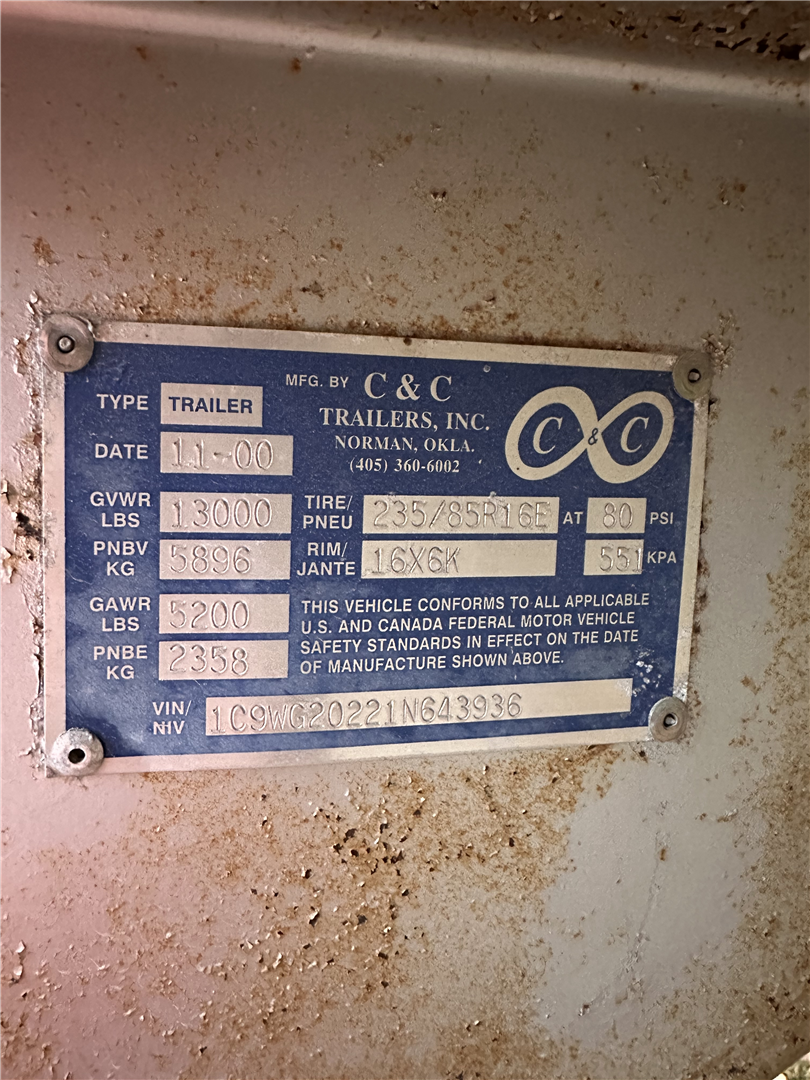 MFG. BY C & C
TRAILERS, INC.
NORMAN, OKLA.
(405) 360-6002
C & C
TYPE TRAILER
DATE 11-00
GVWR LBS 13000
TIRE/PNEU 235/85R16E AT 80 PSI
PNBV KG 5896
RIM/JANTE 16X6K 551 KPA
GAWR LBS 5200
PNBE KG 2358
THIS VEHICLE CONFORMS TO ALL APPLICABLE
U.S. AND CANADA FEDERAL MOTOR VEHICLE
SAFETY STANDARDS IN EFFECT ON THE DATE
OF MANUFACTURE SHOWN ABOVE.
VIN/NIV 1C9WG20221N643936